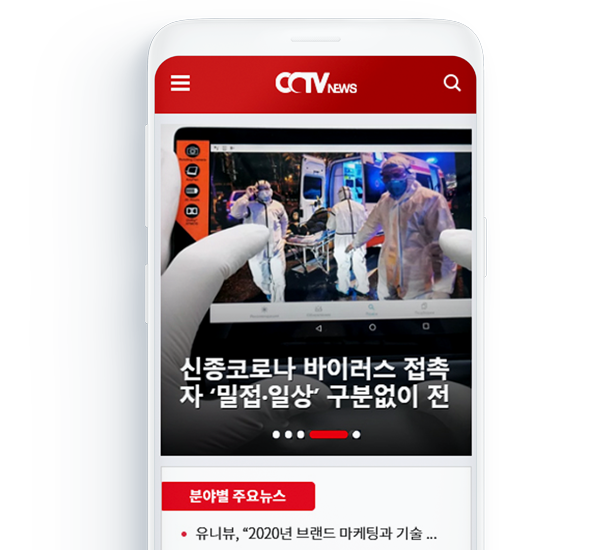 CCTV NEWS
신종코로나 바이러스 접촉
자 ‘밀접·일상’ 구분없이 전
분야별 주요뉴스
• 유니뷰, “2020년 브랜드 마케팅과 기술 ...